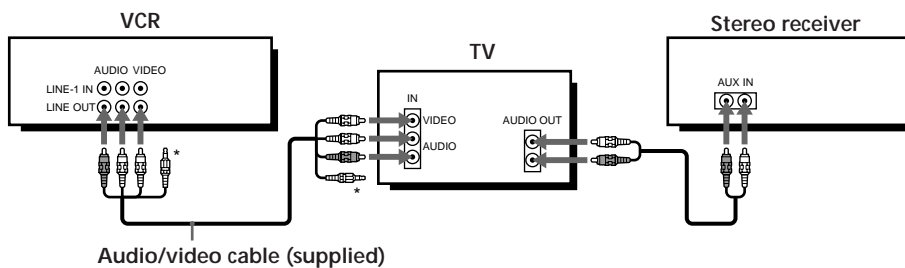 VCR
TV
Stereo receiver
AUDIO VIDEO
LINE-1 IN
LINE OUT
*
IN
VIDEO
AUDIO
*
AUDIO OUT
AUX IN
Audio/video cable (supplied)